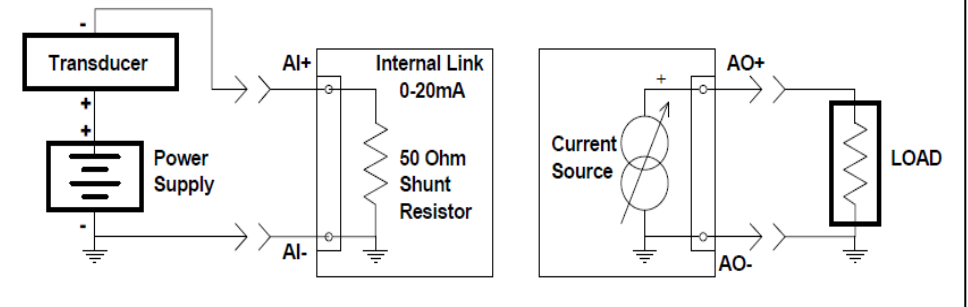 -
Transducer
+
+
Power
Supply
-
AI+
Internal Link
0-20mA
50 Ohm
Shunt
Resistor
AI-
+
Current
Source
AO+
LOAD
AO-